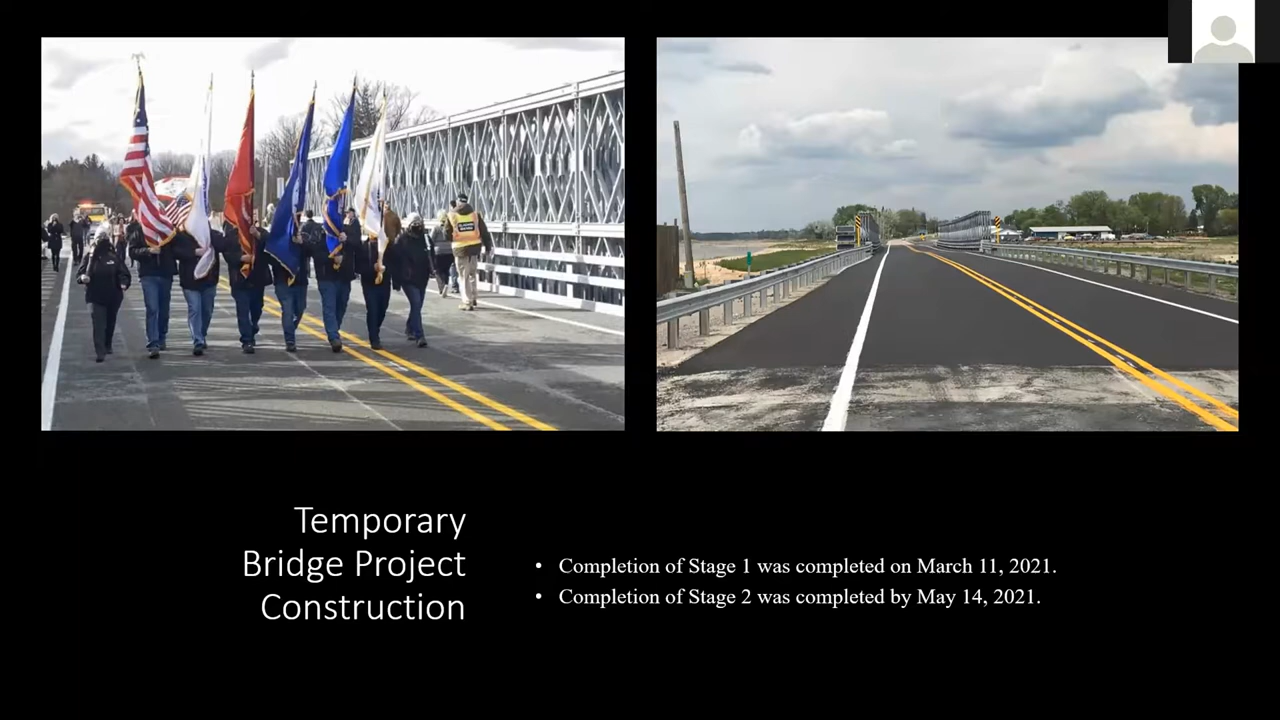 Temporary
Bridge Project
Construction
• Completion of Stage 1 was completed on March 11, 2021.
• Completion of Stage 2 was completed by May 14, 2021.